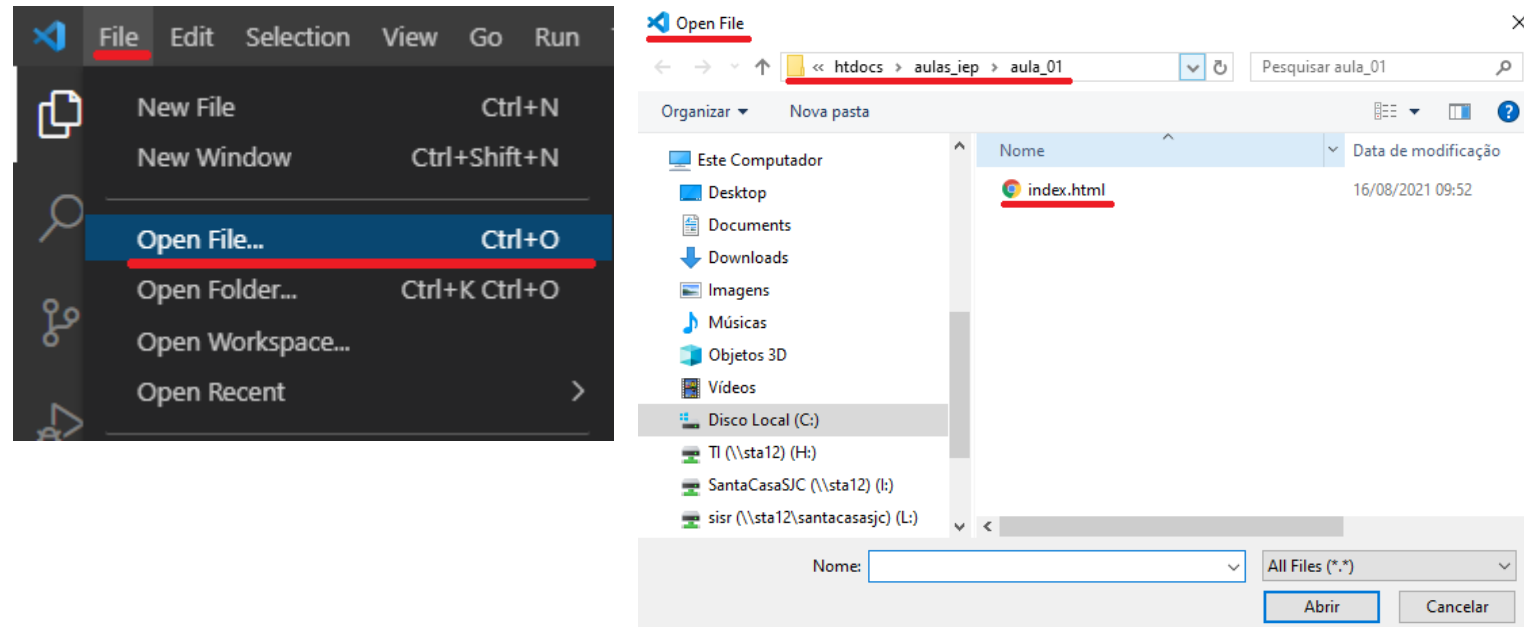 File Edit Selection View Go Run
New File Ctrl+N
New Window Ctrl+Shift+N
Open File... Ctrl+O
Open Folder... Ctrl+K Ctrl+O
Open Workspace...
Open Recent
Open File
« htdocs › aulas_iep › aula_01
Pesquisar aula_01
Organizar Nova pasta
Nome Data de modificação
index.html 16/08/2021 09:52
Este Computador
Desktop
Documents
Downloads
Imagens
Músicas
Objetos 3D
Vídeos
Disco Local (C:)
TI (\\sta12) (H:)
SantaCasaSJC (\\sta12) (I:)
sisr (\\sta12\santacasasjc) (L:)
Nome: All Files (*.*)
Abrir Cancelar